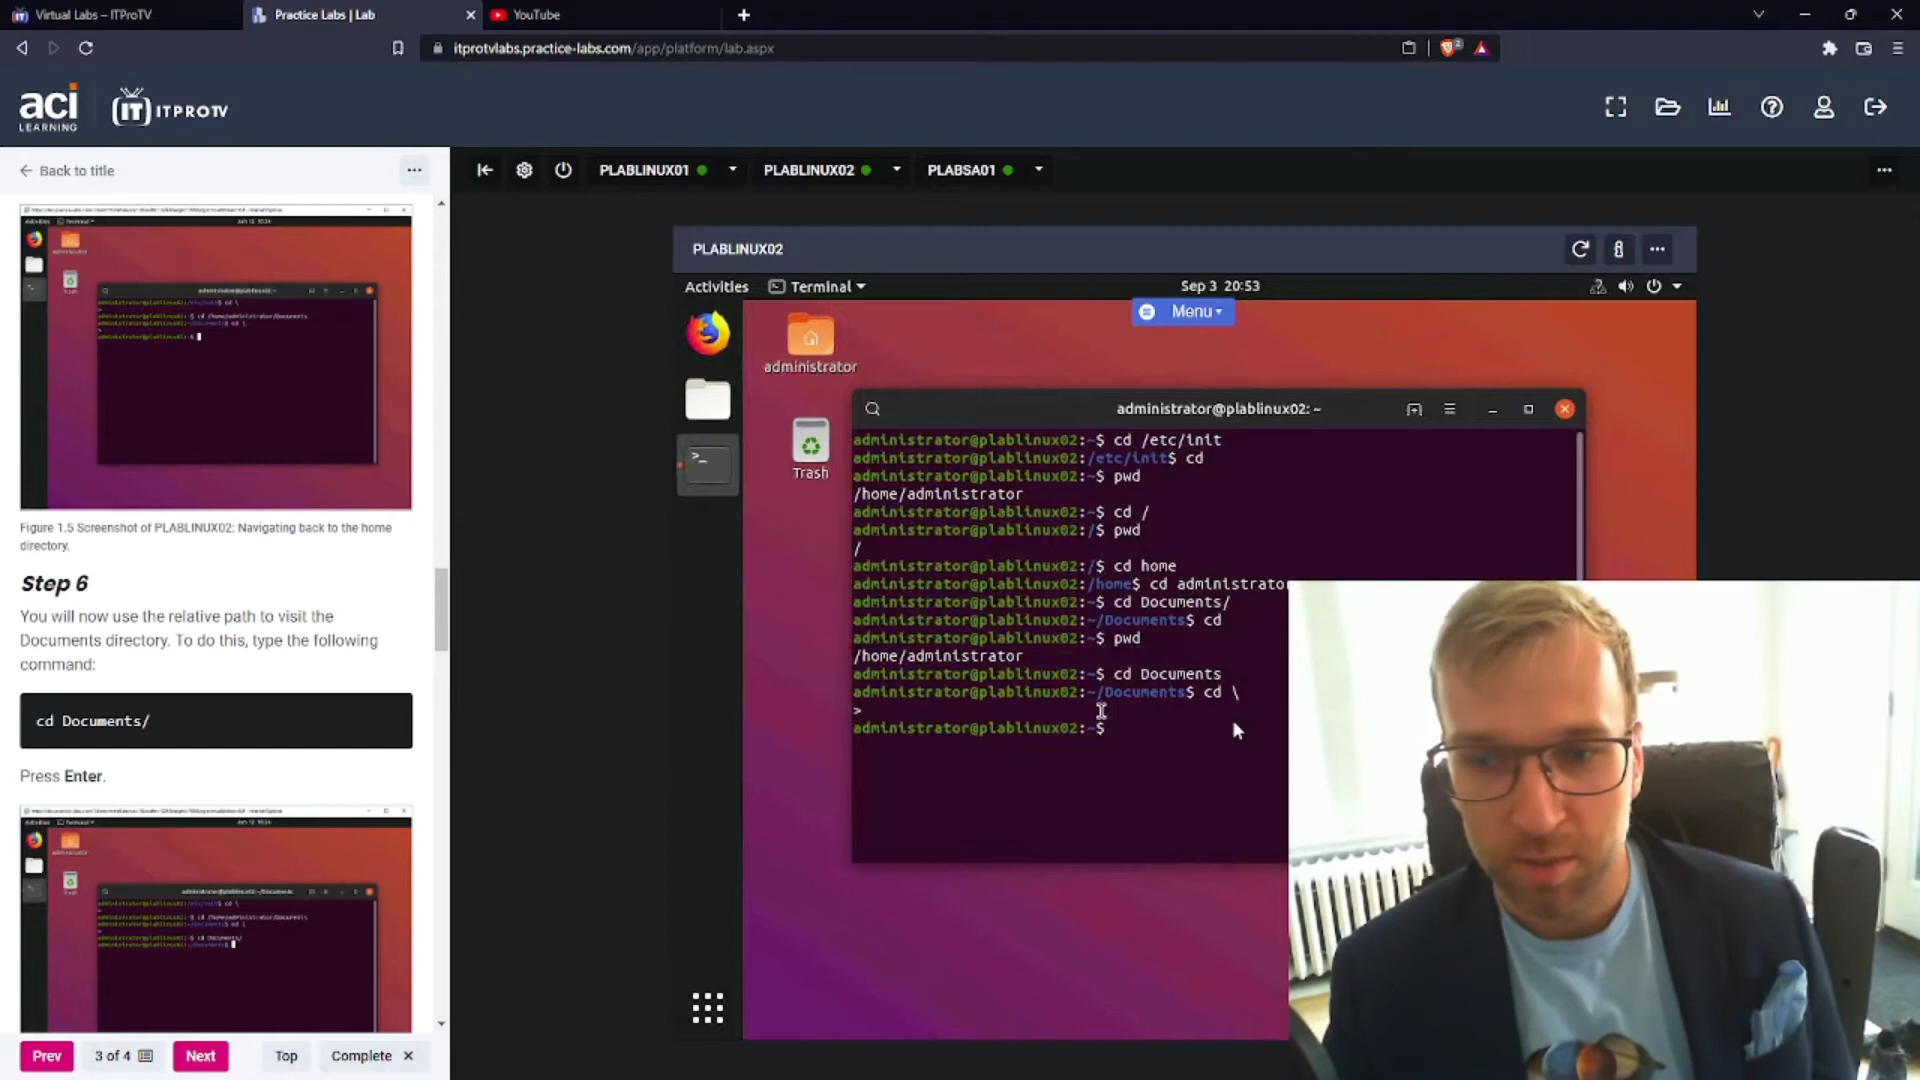 Virtual Labs – ITProTV
Practice Labs | Lab
YouTube
itprotvlabs.practice-labs.com/app/platform/lab.aspx
2
aci
LEARNING
IT
ITPROTV
Back to title
PLABLINUX01
PLABLINUX02
PLABSA01
PLABLINUX02
Activities
Terminal
Sep 3 20:53
Menu
administrator
Trash
administrator@plablinux02: ~
administrator@plablinux02:~$ cd /etc/init
administrator@plablinux02:/etc/init$ cd
administrator@plablinux02:~$ pwd
/home/administrator
administrator@plablinux02:~$ cd /
administrator@plablinux02:/$ pwd
/
administrator@plablinux02:/$ cd home
administrator@plablinux02:/home$ cd administrator
administrator@plablinux02:~$ cd Documents/
administrator@plablinux02:~/Documents$ cd
administrator@plablinux02:~$ pwd
/home/administrator
administrator@plablinux02:~$ cd Documents
administrator@plablinux02:~/Documents$ cd \
>
administrator@plablinux02:~$
Figure 1.5 Screenshot of PLABLINUX02: Navigating back to the home
directory.
Step 6
You will now use the relative path to visit the
Documents directory. To do this, type the following
command:
cd Documents/
Press Enter.
Prev
3 of 4
Next
Top
Complete